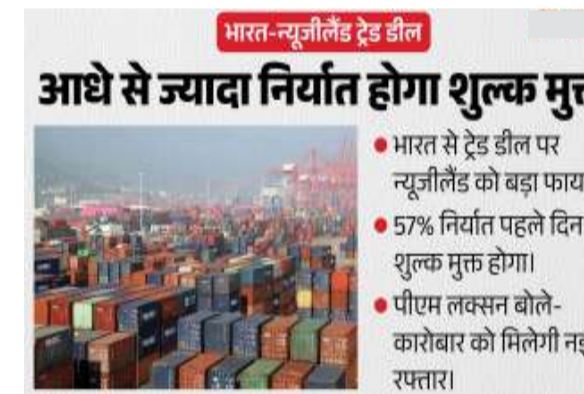 भारत-न्यूजीलैंड ट्रेड डील
आधे से ज्यादा निर्यात होगा शुल्क
भारत से ट्रेड डील पर
न्यूजीलैंड को बड़ा
57% निर्यात पहले दिन
शुल्क मुक्त होगा।
पीएम लक्सन बोले-
कारोबार को मिलेगी
रफ्तार।